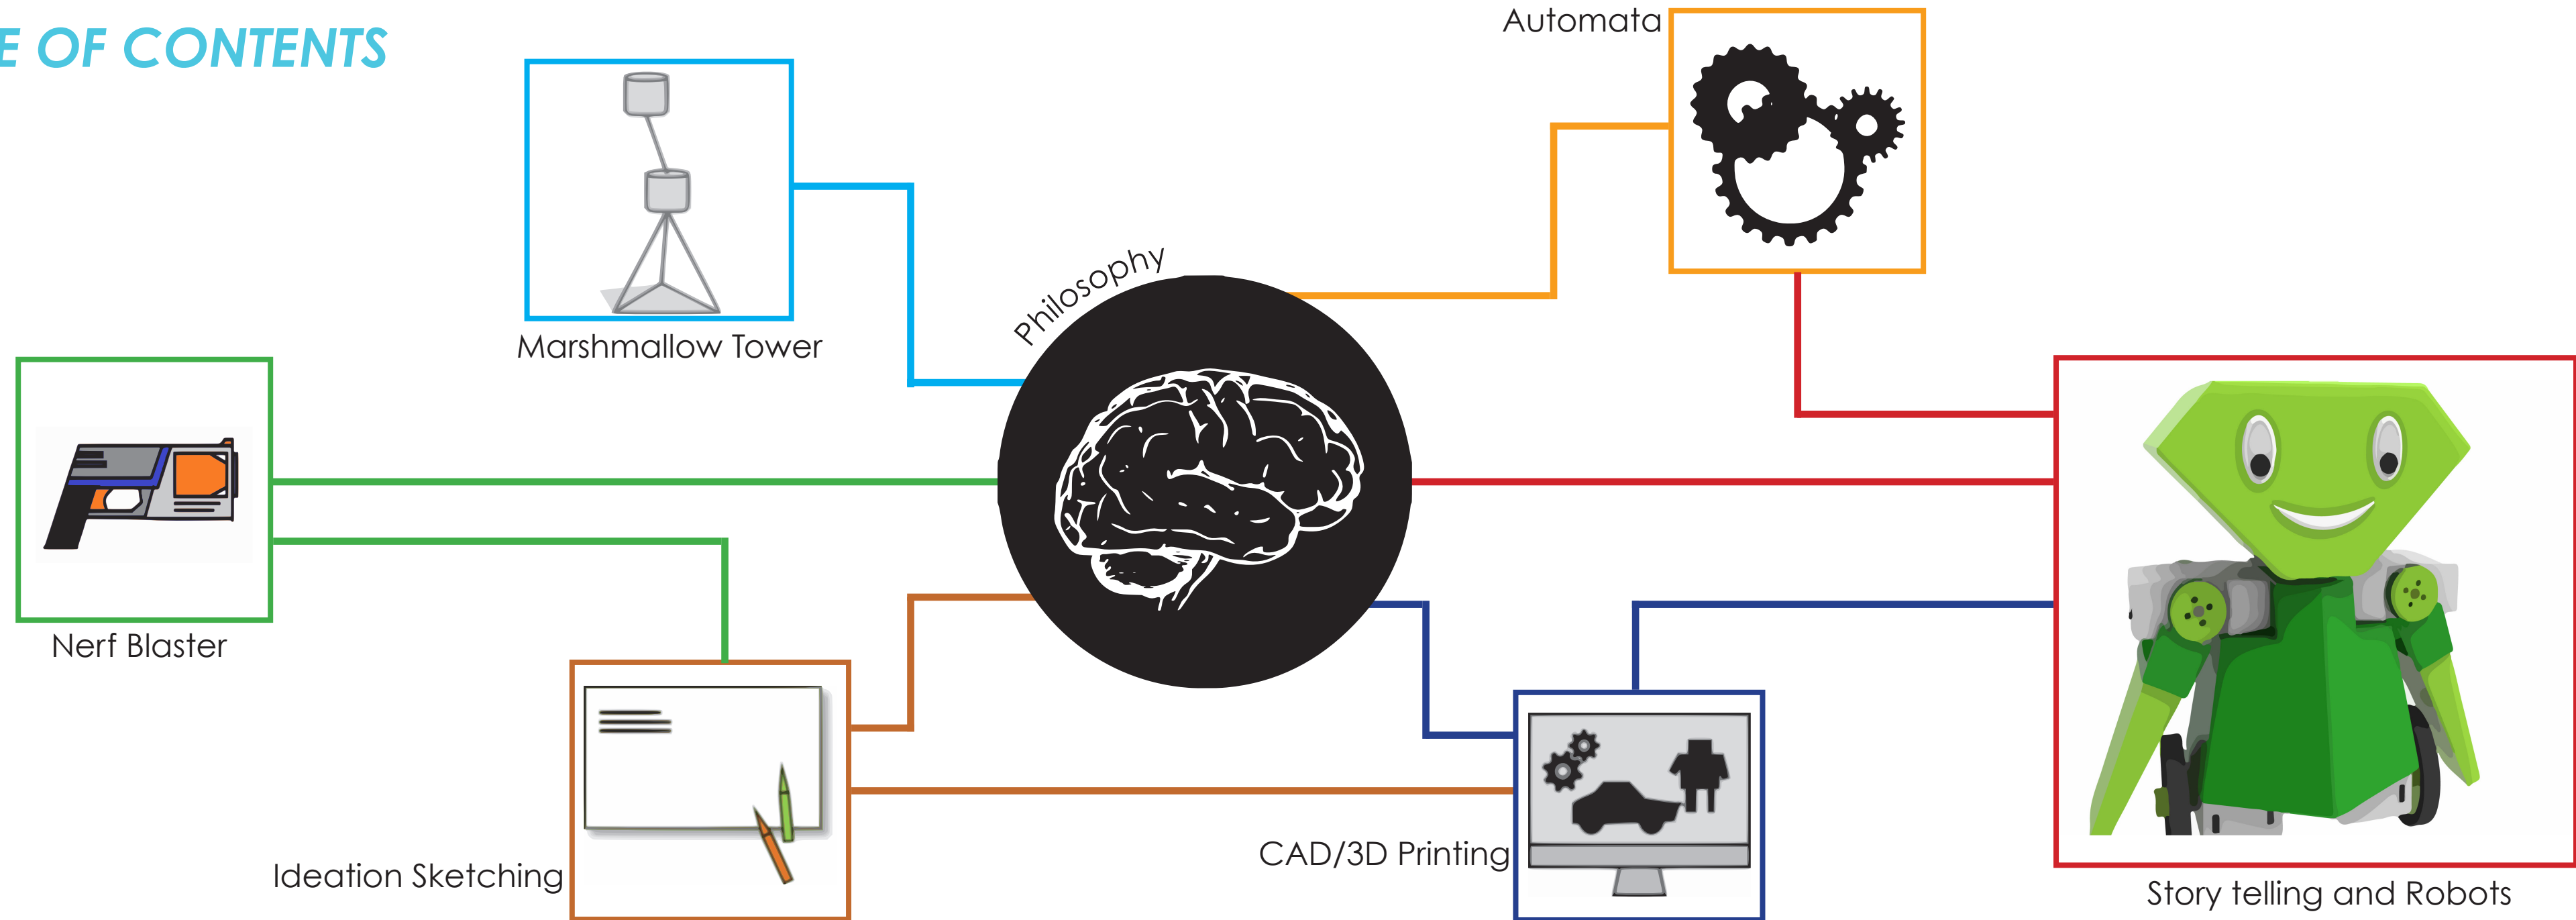 E OF CONTENTS
Automata
Marshmallow Tower
Philosophy
Nerf Blaster
Ideation Sketching
CAD/3D Printing
Story telling and Robots